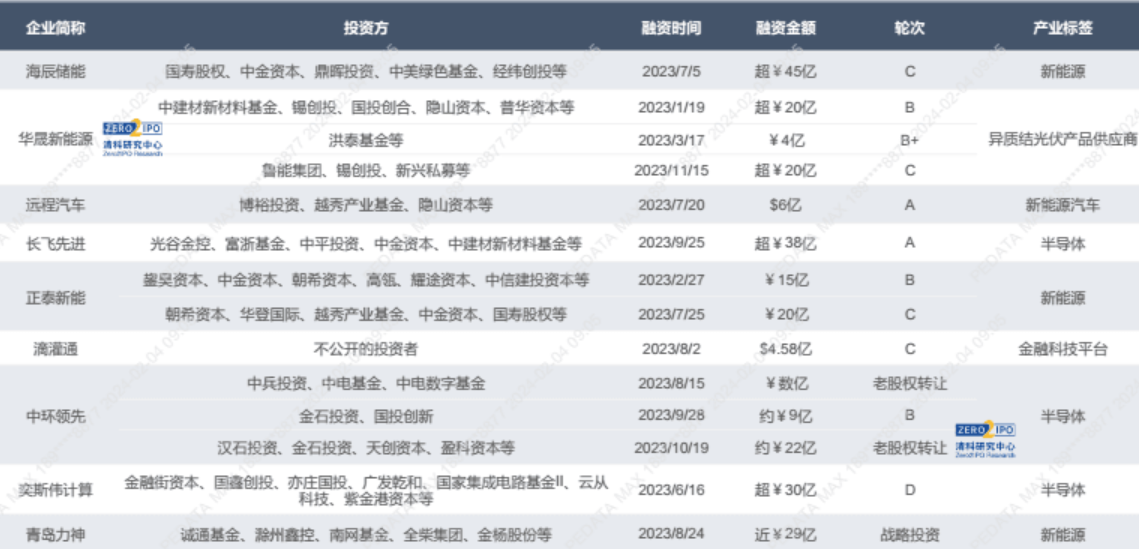 企业简称 投资方 融资时间 融资金额 轮次 产业标签
海辰储能 国寿股权、中金资本、鼎晖投资、中美绿色基金、经纬创投等 2023/7/5 超￥45亿 C 新能源
中建材新材料基金、锡创投、国投创合、隐山资本、普华资本等 2023/1/19 超￥20亿 B
华晟新能源 洪泰基金等 2023/3/17 ￥4亿 B+ 异质结光伏产品供应商
ZERO2IPO
清科研究中心
Zero2IPO Research
鲁能集团、锡创投、新兴私募等 2023/11/15 超￥20亿 C
远程汽车 博裕投资、越秀产业基金、隐山资本等 2023/7/20 $6亿 A 新能源汽车
长飞先进 光谷金控、富浙基金、中平投资、中金资本、中建材新材料基金等 2023/9/25 超￥38亿 A 半导体
鋆昊资本、中金资本、朝希资本、高瓴、耀途资本、中信建投资本等 2023/2/27 ￥15亿 B
正泰新能 新能源
朝希资本、华登国际、越秀产业基金、中金资本、国寿股权等 2023/7/25 ￥20亿 C
滴灌通 不公开的投资者 2023/8/2 $4.58亿 C 金融科技平台
中兵投资、中电基金、中电数字基金 2023/8/15 ￥数亿 老股权转让
中环领先 金石投资、国投创新 2023/9/28 约￥9亿 B 半导体
ZERO2IPO
清科研究中心
Zero2IPO Research
汉石投资、金石投资、天创资本、盈科资本等 2023/10/19 约￥22亿 老股权转让
金融街资本、国鑫创投、亦庄国投、广发乾和、国家集成电路基金II、云从
奕斯伟计算 2023/6/16 超￥30亿 D 半导体
科技、紫金港资本等
青岛力神 诚通基金、滁州鑫控、南网基金、全柴集团、金杨股份等 2023/8/24 近￥29亿 战略投资 新能源